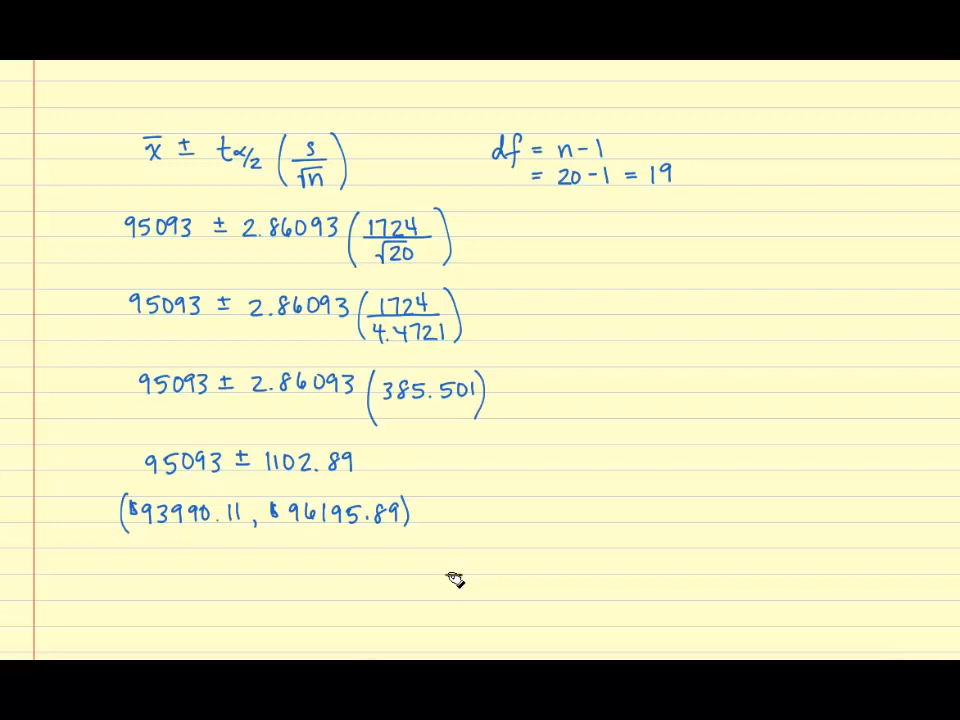 x̄ ± tα/2 (s/√n)
df = n - 1
= 20 - 1 = 19
95093 ± 2.86093 (1724/√20)
95093 ± 2.86093 (1724/4.4721)
95093 ± 2.86093 (385.501)
95093 ± 1102.89
($93990.11, $96195.89)